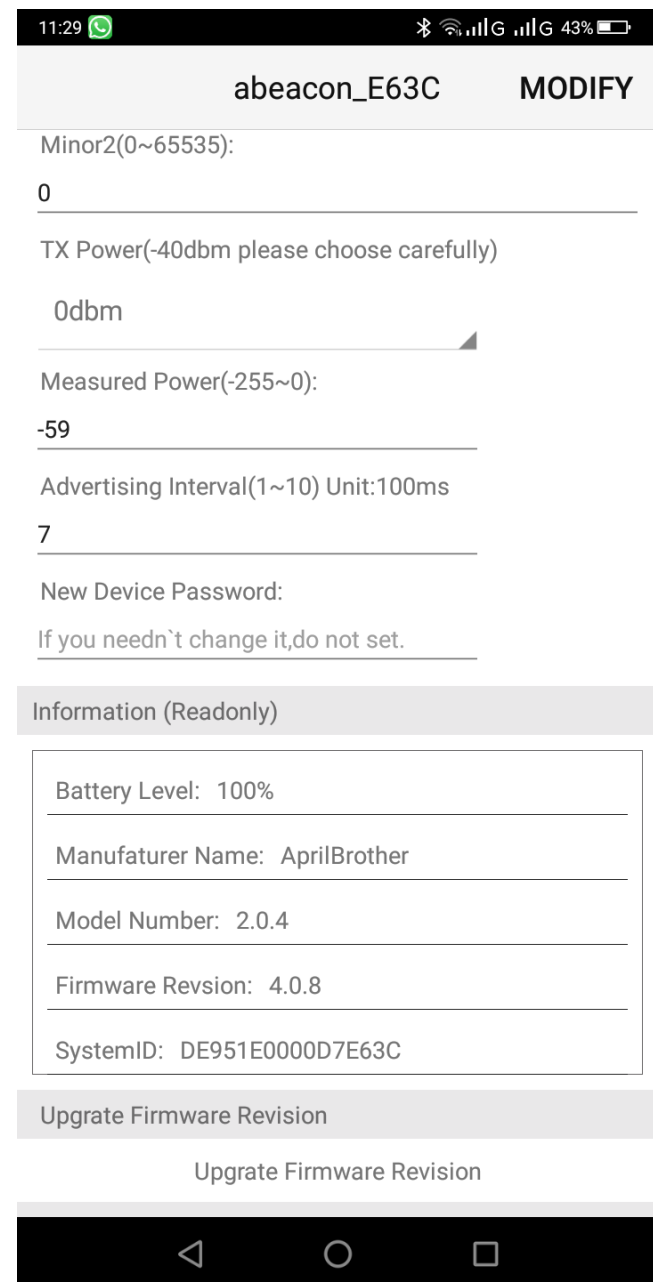 11:29 G G 43%
abeacon_E63C MODIFY
Minor2(0~65535):
0
TX Power(-40dbm please choose carefully)
0dbm
Measured Power(-255~0):
-59
Advertising Interval(1~10) Unit:100ms
7
New Device Password:
If you needn`t change it,do not set.
Information (Readonly)
Battery Level: 100%
Manufaturer Name: AprilBrother
Model Number: 2.0.4
Firmware Revsion: 4.0.8
SystemID: DE951E0000D7E63C
Upgrate Firmware Revision
Upgrate Firmware Revision